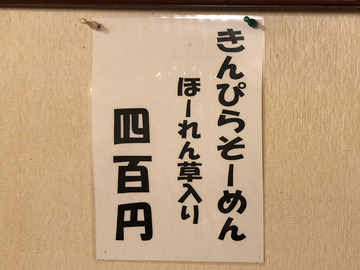 きんぴらそーめん
ほーれん草入り
四百円